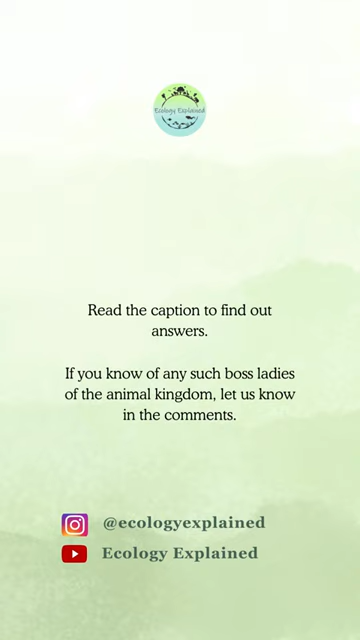 Ecology Explained
Read the caption to find out
answers.
If you know of any such boss ladies
of the animal kingdom, let us know
in the comments.
@ecologyexplained
Ecology Explained